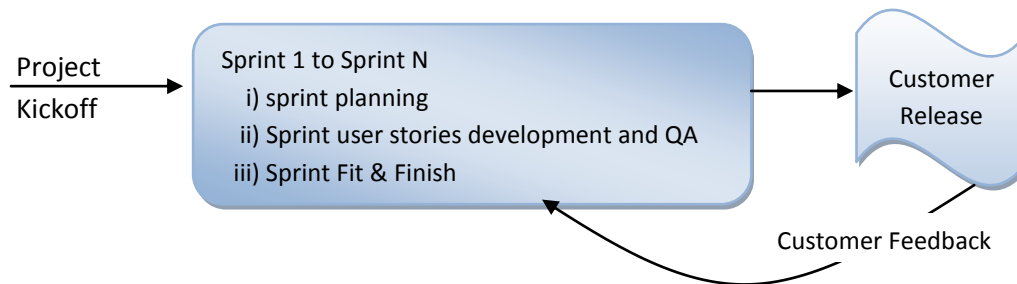 Project
Kickoff
Sprint 1 to Sprint N
i) sprint planning
ii) Sprint user stories development and QA
iii) Sprint Fit & Finish
Customer
Release
Customer Feedback